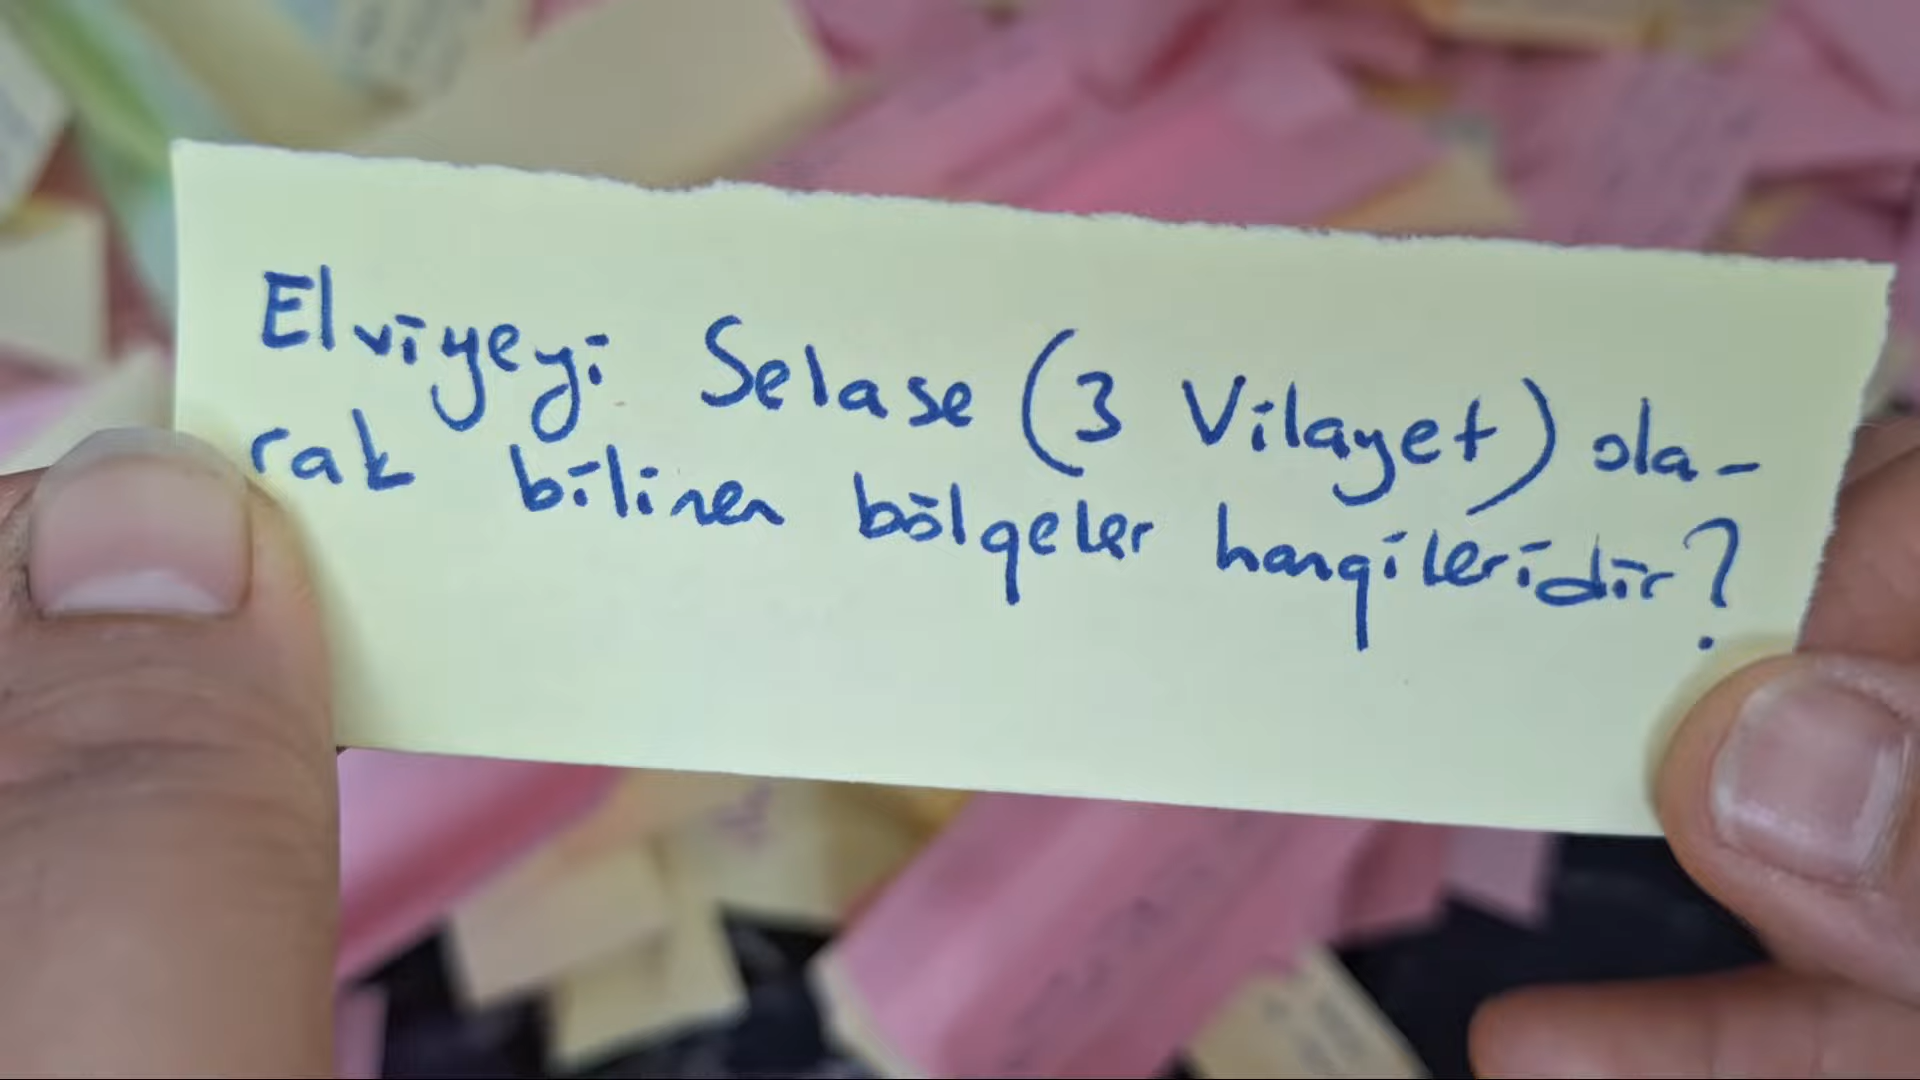 Elviyeyi Selase (3 Vilayet) ola-
rak bilinen bölgeler hangileridir?